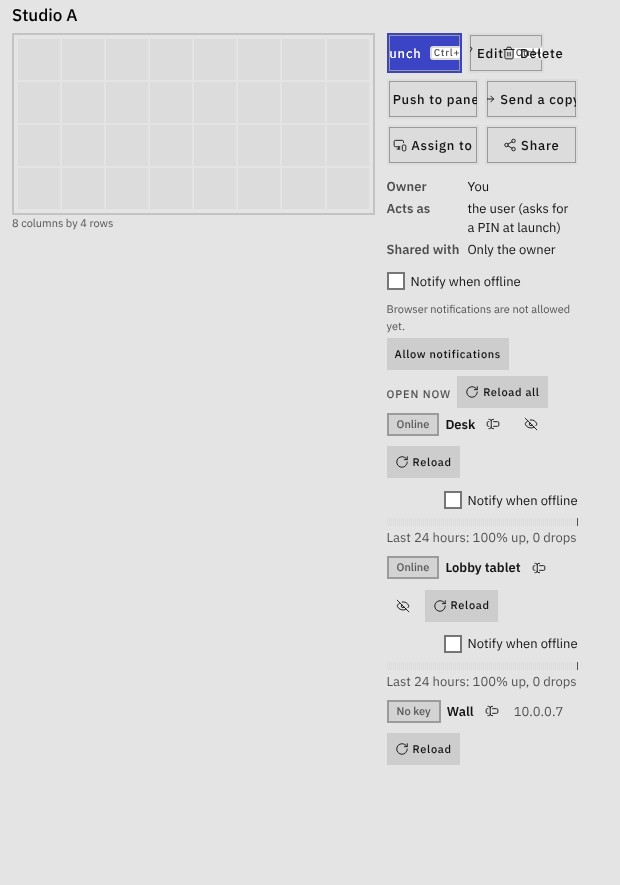 Studio A
unch Ctrl+
Edit Delete
Push to pane
Send a copy
Assign to
Share
8 columns by 4 rows
Owner You
Acts as the user (asks for
a PIN at launch)
Shared with Only the owner
Notify when offline
Browser notifications are not allowed
yet.
Allow notifications
OPEN NOW Reload all
Online Desk
Reload
Notify when offline
Last 24 hours: 100% up, 0 drops
Online Lobby tablet
Reload
Notify when offline
Last 24 hours: 100% up, 0 drops
No key Wall 10.0.0.7
Reload